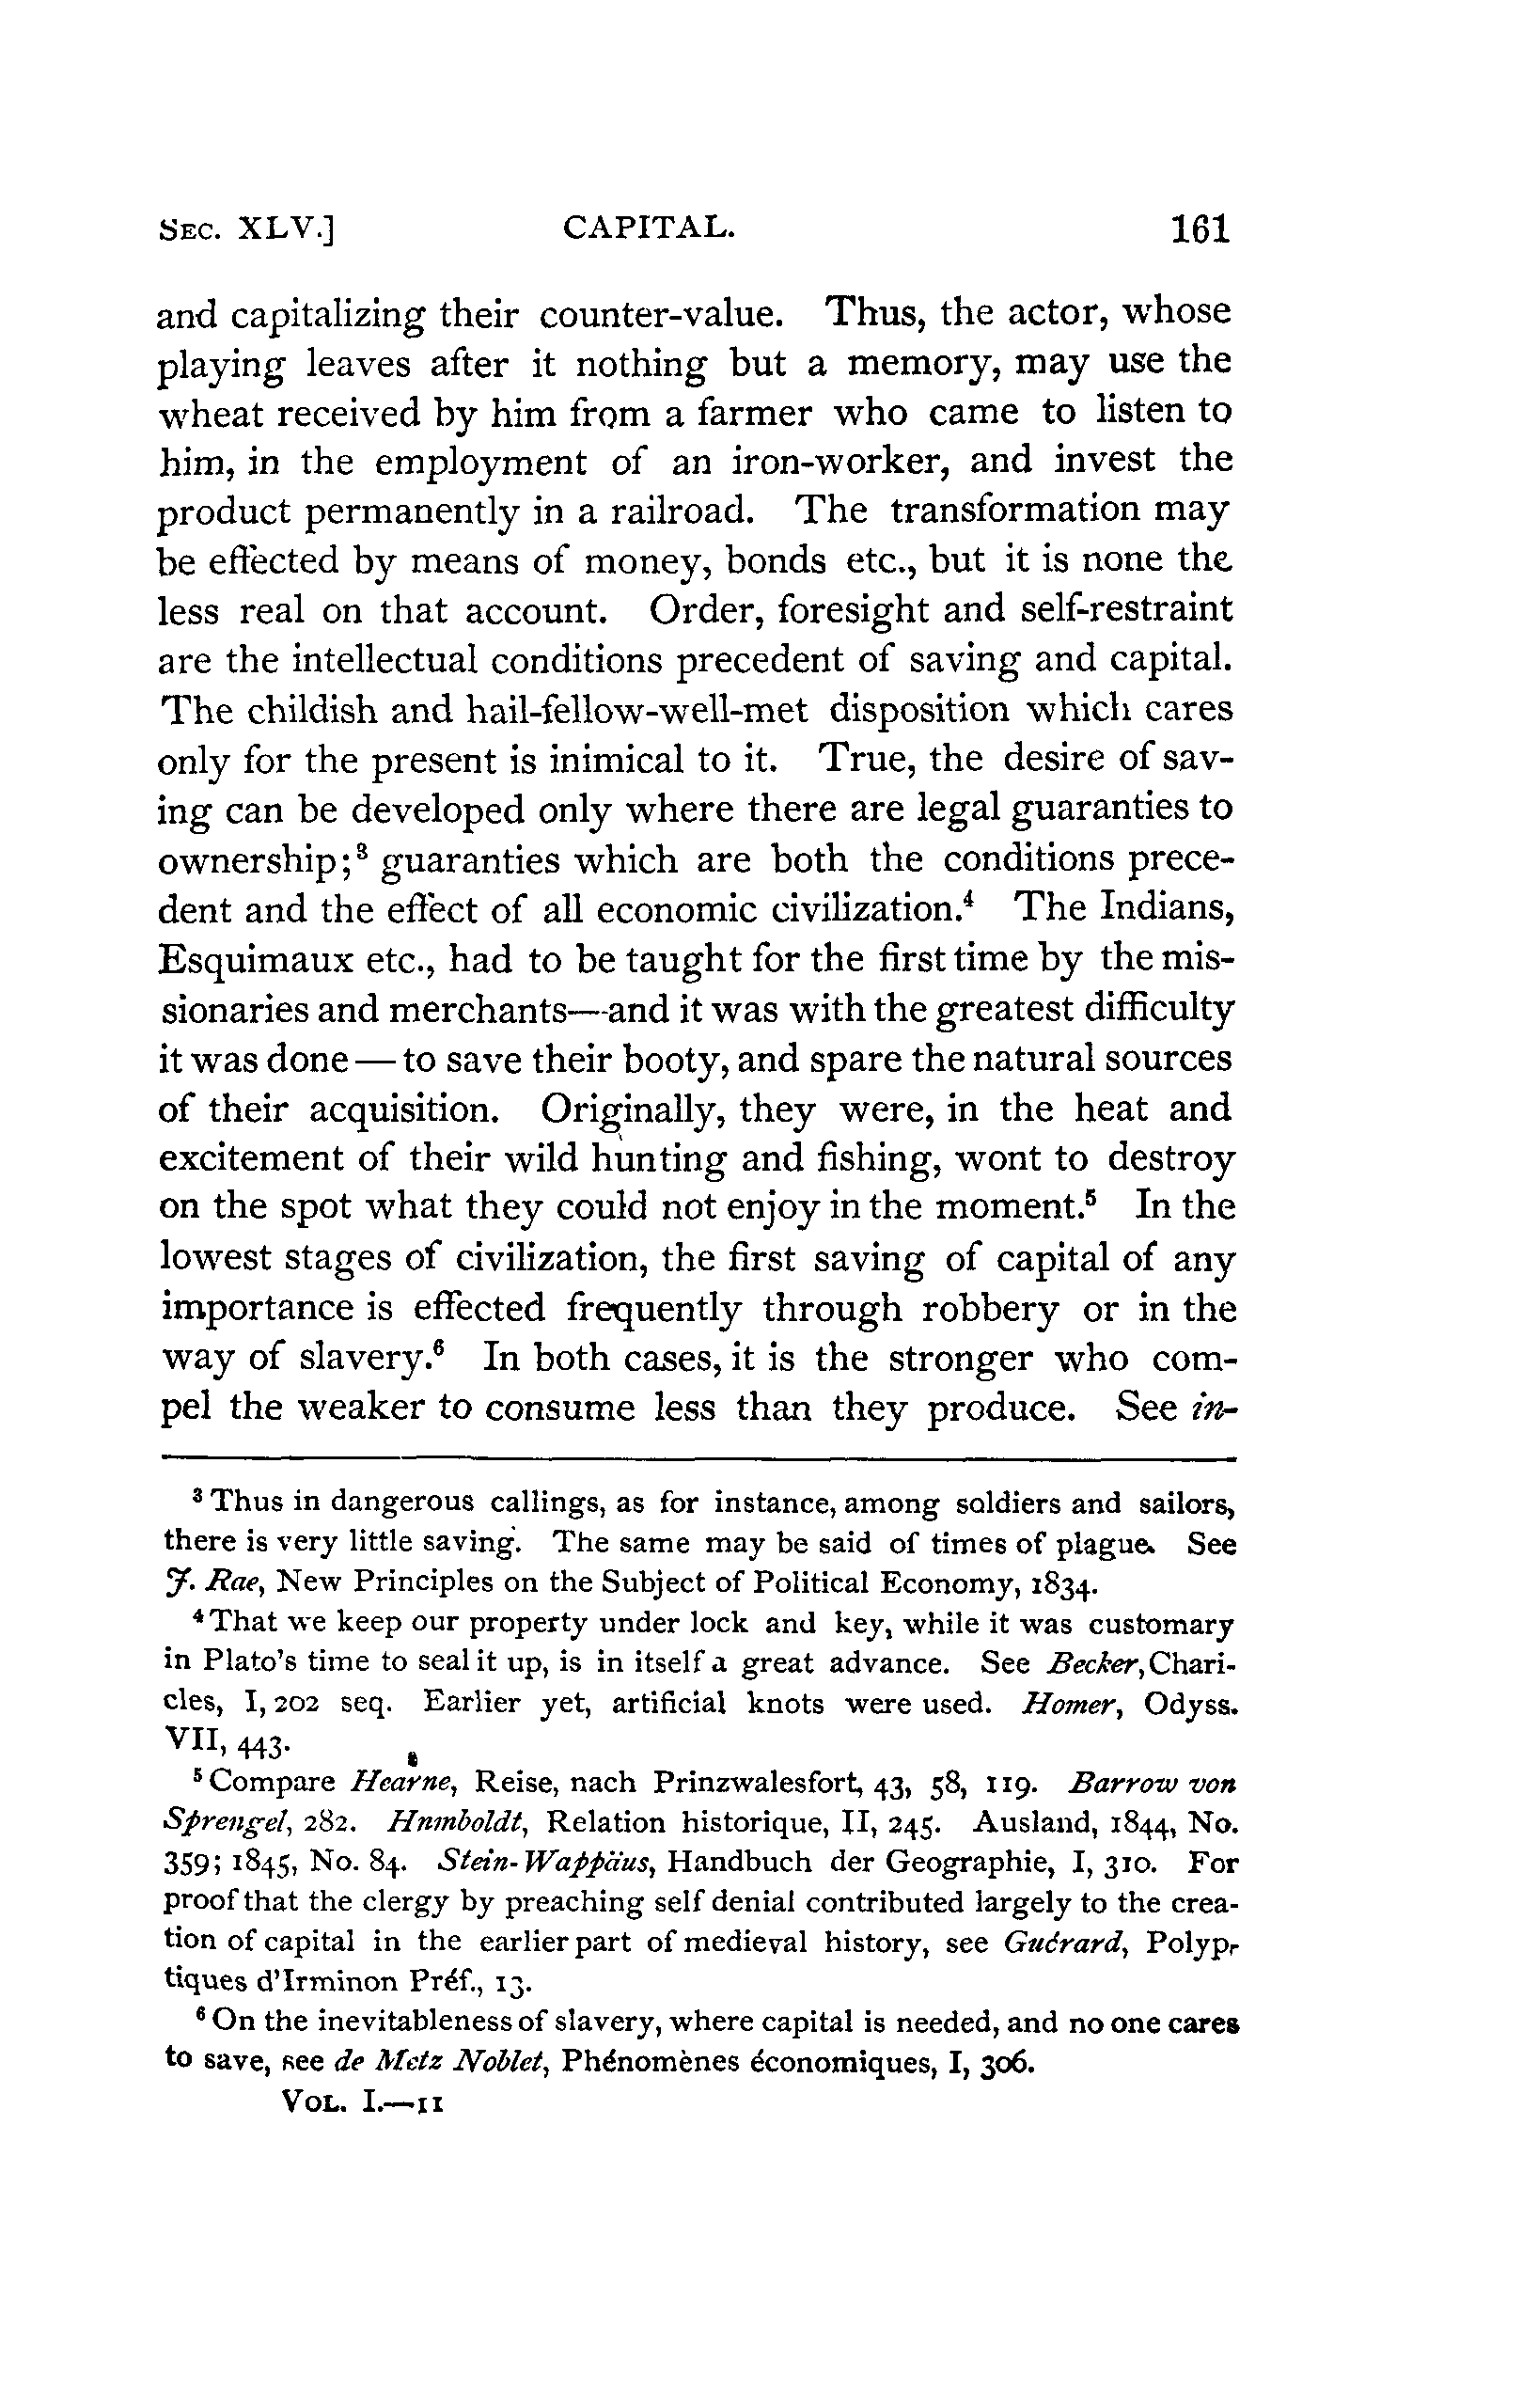 SEC. XLV.] CAPITAL. 161
and capitalizing their counter-value. Thus, the actor, whose
playing leaves after it nothing but a memory, may use the
wheat received by him from a farmer who came to listen to
him, in the employment of an iron-worker, and invest the
product permanently in a railroad. The transformation may
be effected by means of money, bonds etc., but it is none the
less real on that account. Order, foresight and self-restraint
are the intellectual conditions precedent of saving and capital.
The childish and hail-fellow-well-met disposition which cares
only for the present is inimical to it. True, the desire of sav-
ing can be developed only where there are legal guaranties to
ownership;³ guaranties which are both the conditions prece-
dent and the effect of all economic civilization.⁴ The Indians,
Esquimaux etc., had to be taught for the first time by the mis-
sionaries and merchants—and it was with the greatest difficulty
it was done — to save their booty, and spare the natural sources
of their acquisition. Originally, they were, in the heat and
excitement of their wild hunting and fishing, wont to destroy
on the spot what they could not enjoy in the moment.⁵ In the
lowest stages of civilization, the first saving of capital of any
importance is effected frequently through robbery or in the
way of slavery.⁶ In both cases, it is the stronger who com-
pel the weaker to consume less than they produce. See in-
³ Thus in dangerous callings, as for instance, among soldiers and sailors,
there is very little saving. The same may be said of times of plague. See
J. Rae, New Principles on the Subject of Political Economy, 1834.
⁴ That we keep our property under lock and key, while it was customary
in Plato's time to seal it up, is in itself a great advance. See Becker, Chari-
cles, I, 202 seq. Earlier yet, artificial knots were used. Homer, Odyss.
VII, 443.
⁵ Compare Hearne, Reise, nach Prinzwalesfort, 43, 58, 119. Barrow von
Sprengel, 282. Hnmboldt, Relation historique, II, 245. Ausland, 1844, No.
359; 1845, No. 84. Stein-Wappäus, Handbuch der Geographie, I, 310. For
proof that the clergy by preaching self denial contributed largely to the crea-
tion of capital in the earlier part of medieval history, see Guérard, Polypr
tiques d'Irminon Préf., 13.
⁶ On the inevitableness of slavery, where capital is needed, and no one cares
to save, see de Metz Noblet, Phénomènes économiques, I, 306.
VOL. I.—11